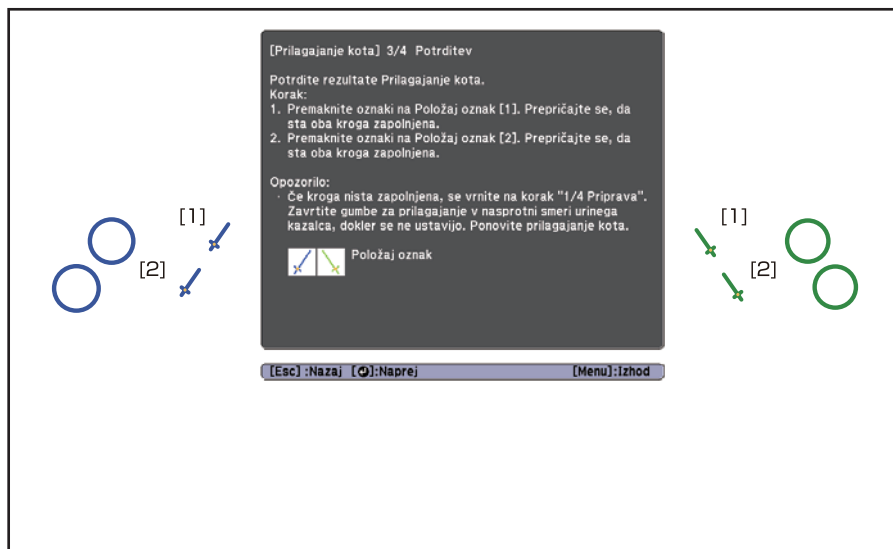 [Prilagajanje kota] 3/4 Potrditev
Potrdite rezultate Prilagajanje kota.
Korak:
1. Premaknite oznaki na Položaj oznak [1]. Prepričajte se, da
sta oba kroga zapolnjena.
2. Premaknite oznaki na Položaj oznak [2]. Prepričajte se, da
sta oba kroga zapolnjena.
Opozorilo:
· Če kroga nista zapolnjena, se vrnite na korak "1/4 Priprava".
Zavrtite gumbe za prilagajanje v nasprotni smeri urinega
kazalca, dokler se ne ustavijo. Ponovite prilagajanje kota.
Položaj oznak
[1]
[2]
[1]
[2]
[Esc] :Nazaj [⏎]:Naprej [Menu]:Izhod